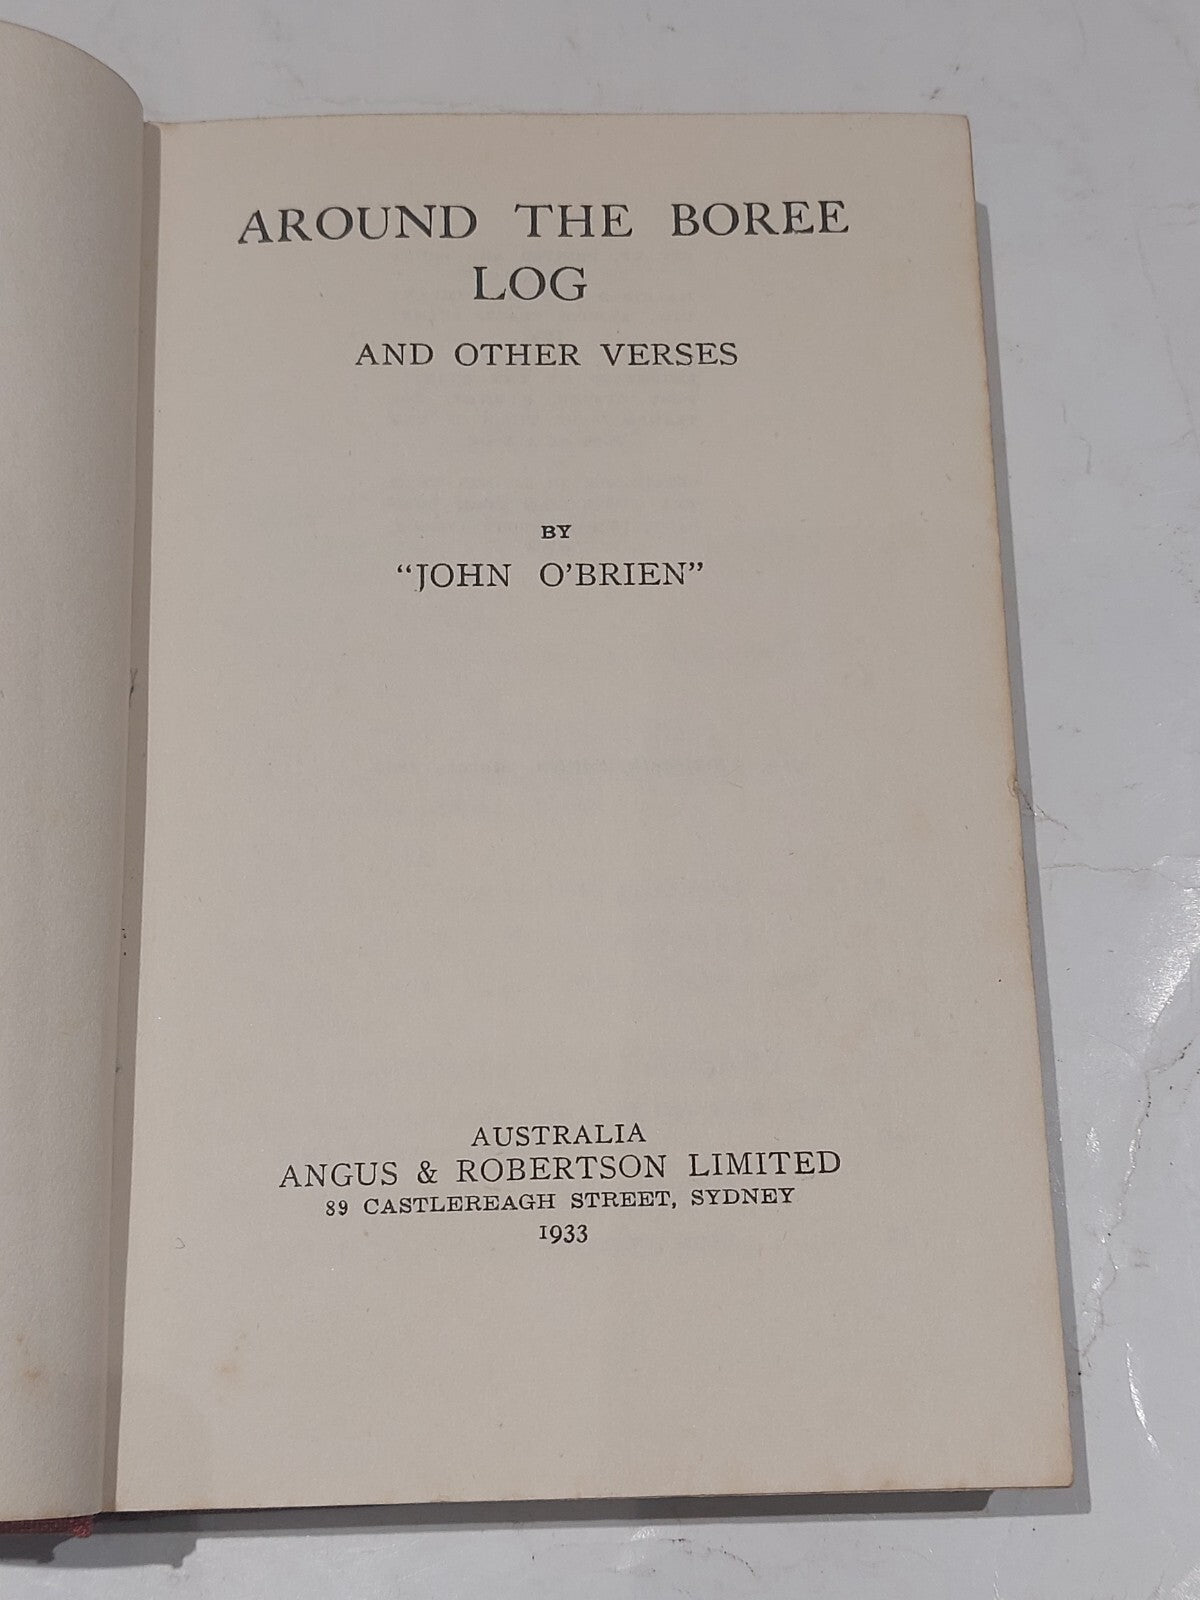 AROUND THE BOREE
LOG
AND OTHER VERSES
BY
"JOHN O'BRIEN"
AUSTRALIA
ANGUS & ROBERTSON LIMITED
89 CASTLEREAGH STREET, SYDNEY
1933